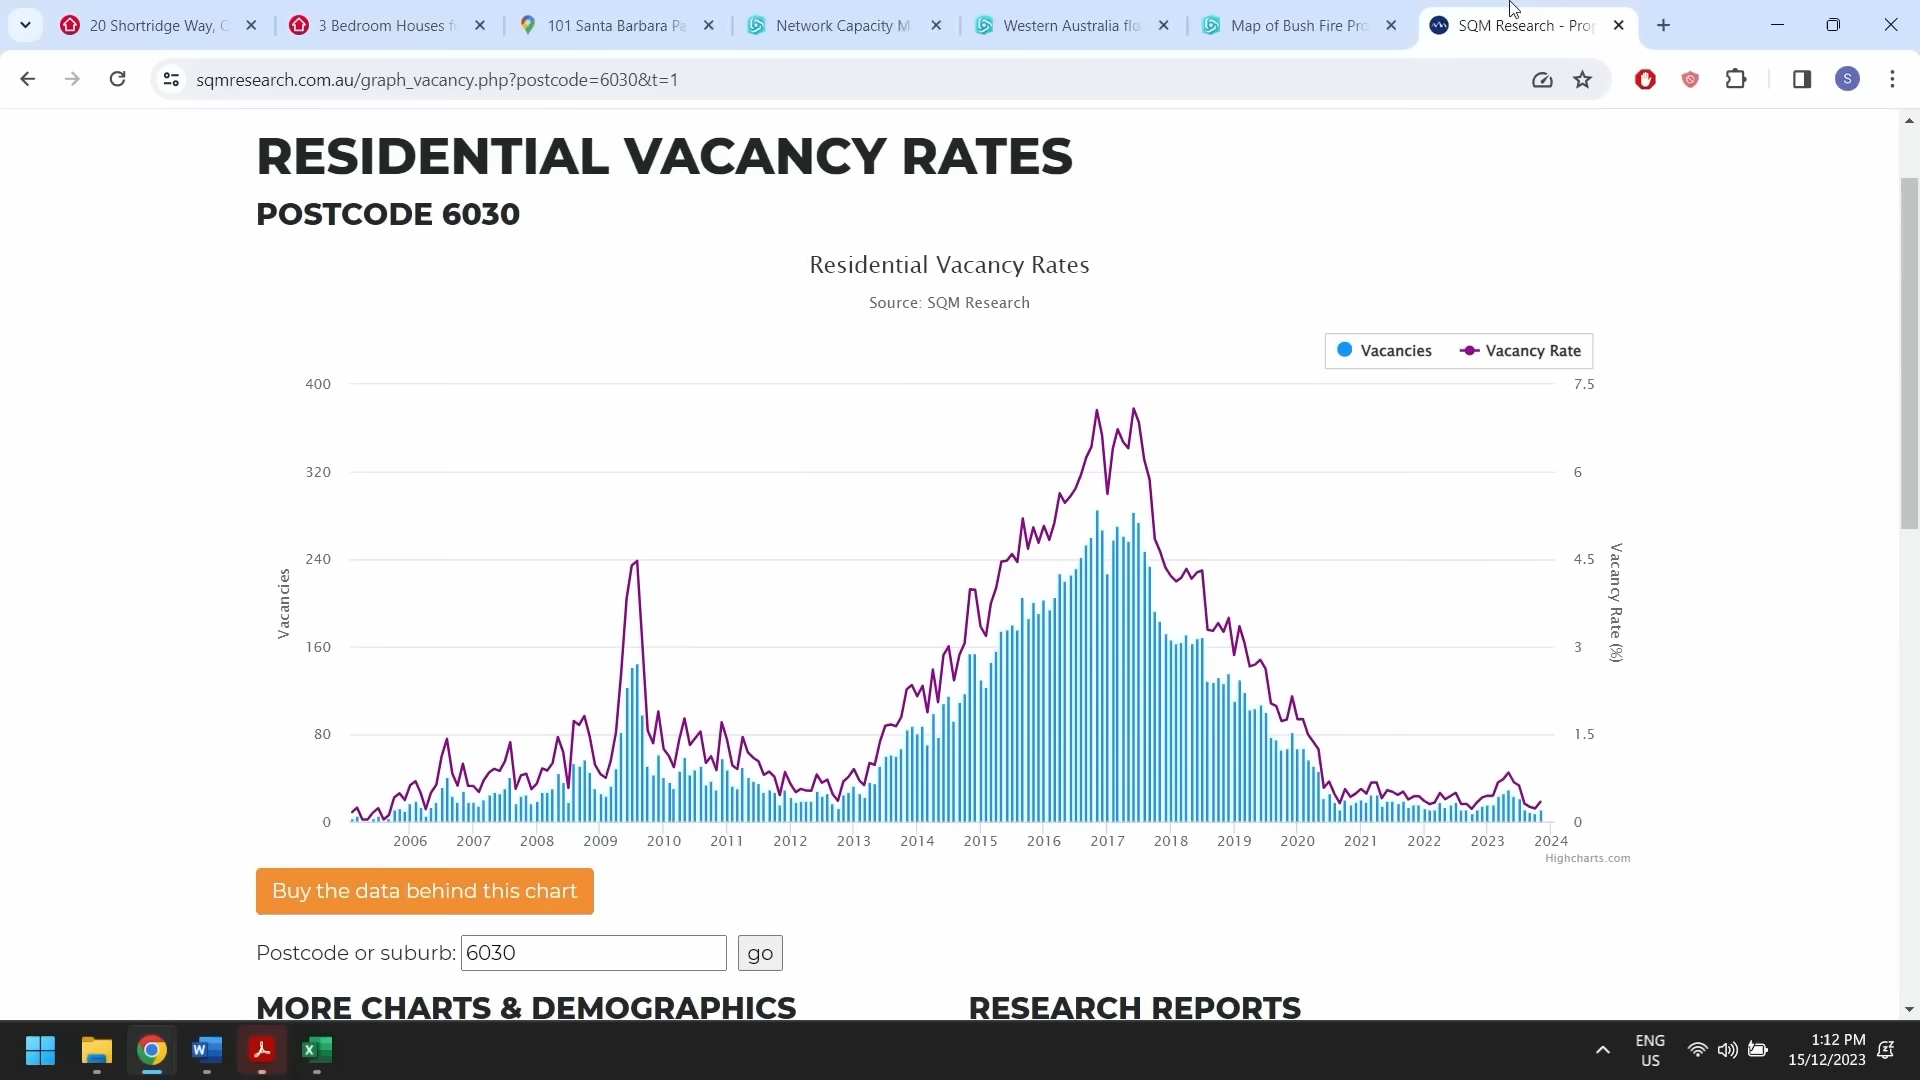 20 Shortridge Way, C
3 Bedroom Houses f
101 Santa Barbara Pa
Network Capacity M
Western Australia flo
Map of Bush Fire Pro
SQM Research - Prop
sqmresearch.com.au/graph_vacancy.php?postcode=6030&t=1
S
RESIDENTIAL VACANCY RATES
POSTCODE 6030
Residential Vacancy Rates
Source: SQM Research
Vacancies Vacancy Rate
400 7.5
320 6
240 4.5
160 3
80 1.5
0 0
Vacancies
Vacancy Rate (%)
2006 2007 2008 2009 2010 2011 2012 2013 2014 2015 2016 2017 2018 2019 2020 2021 2022 2023 2024
Highcharts.com
Buy the data behind this chart
Postcode or suburb: 6030 go
MORE CHARTS & DEMOGRAPHICS
RESEARCH REPORTS
ENG
US
1:12 PM
15/12/2023